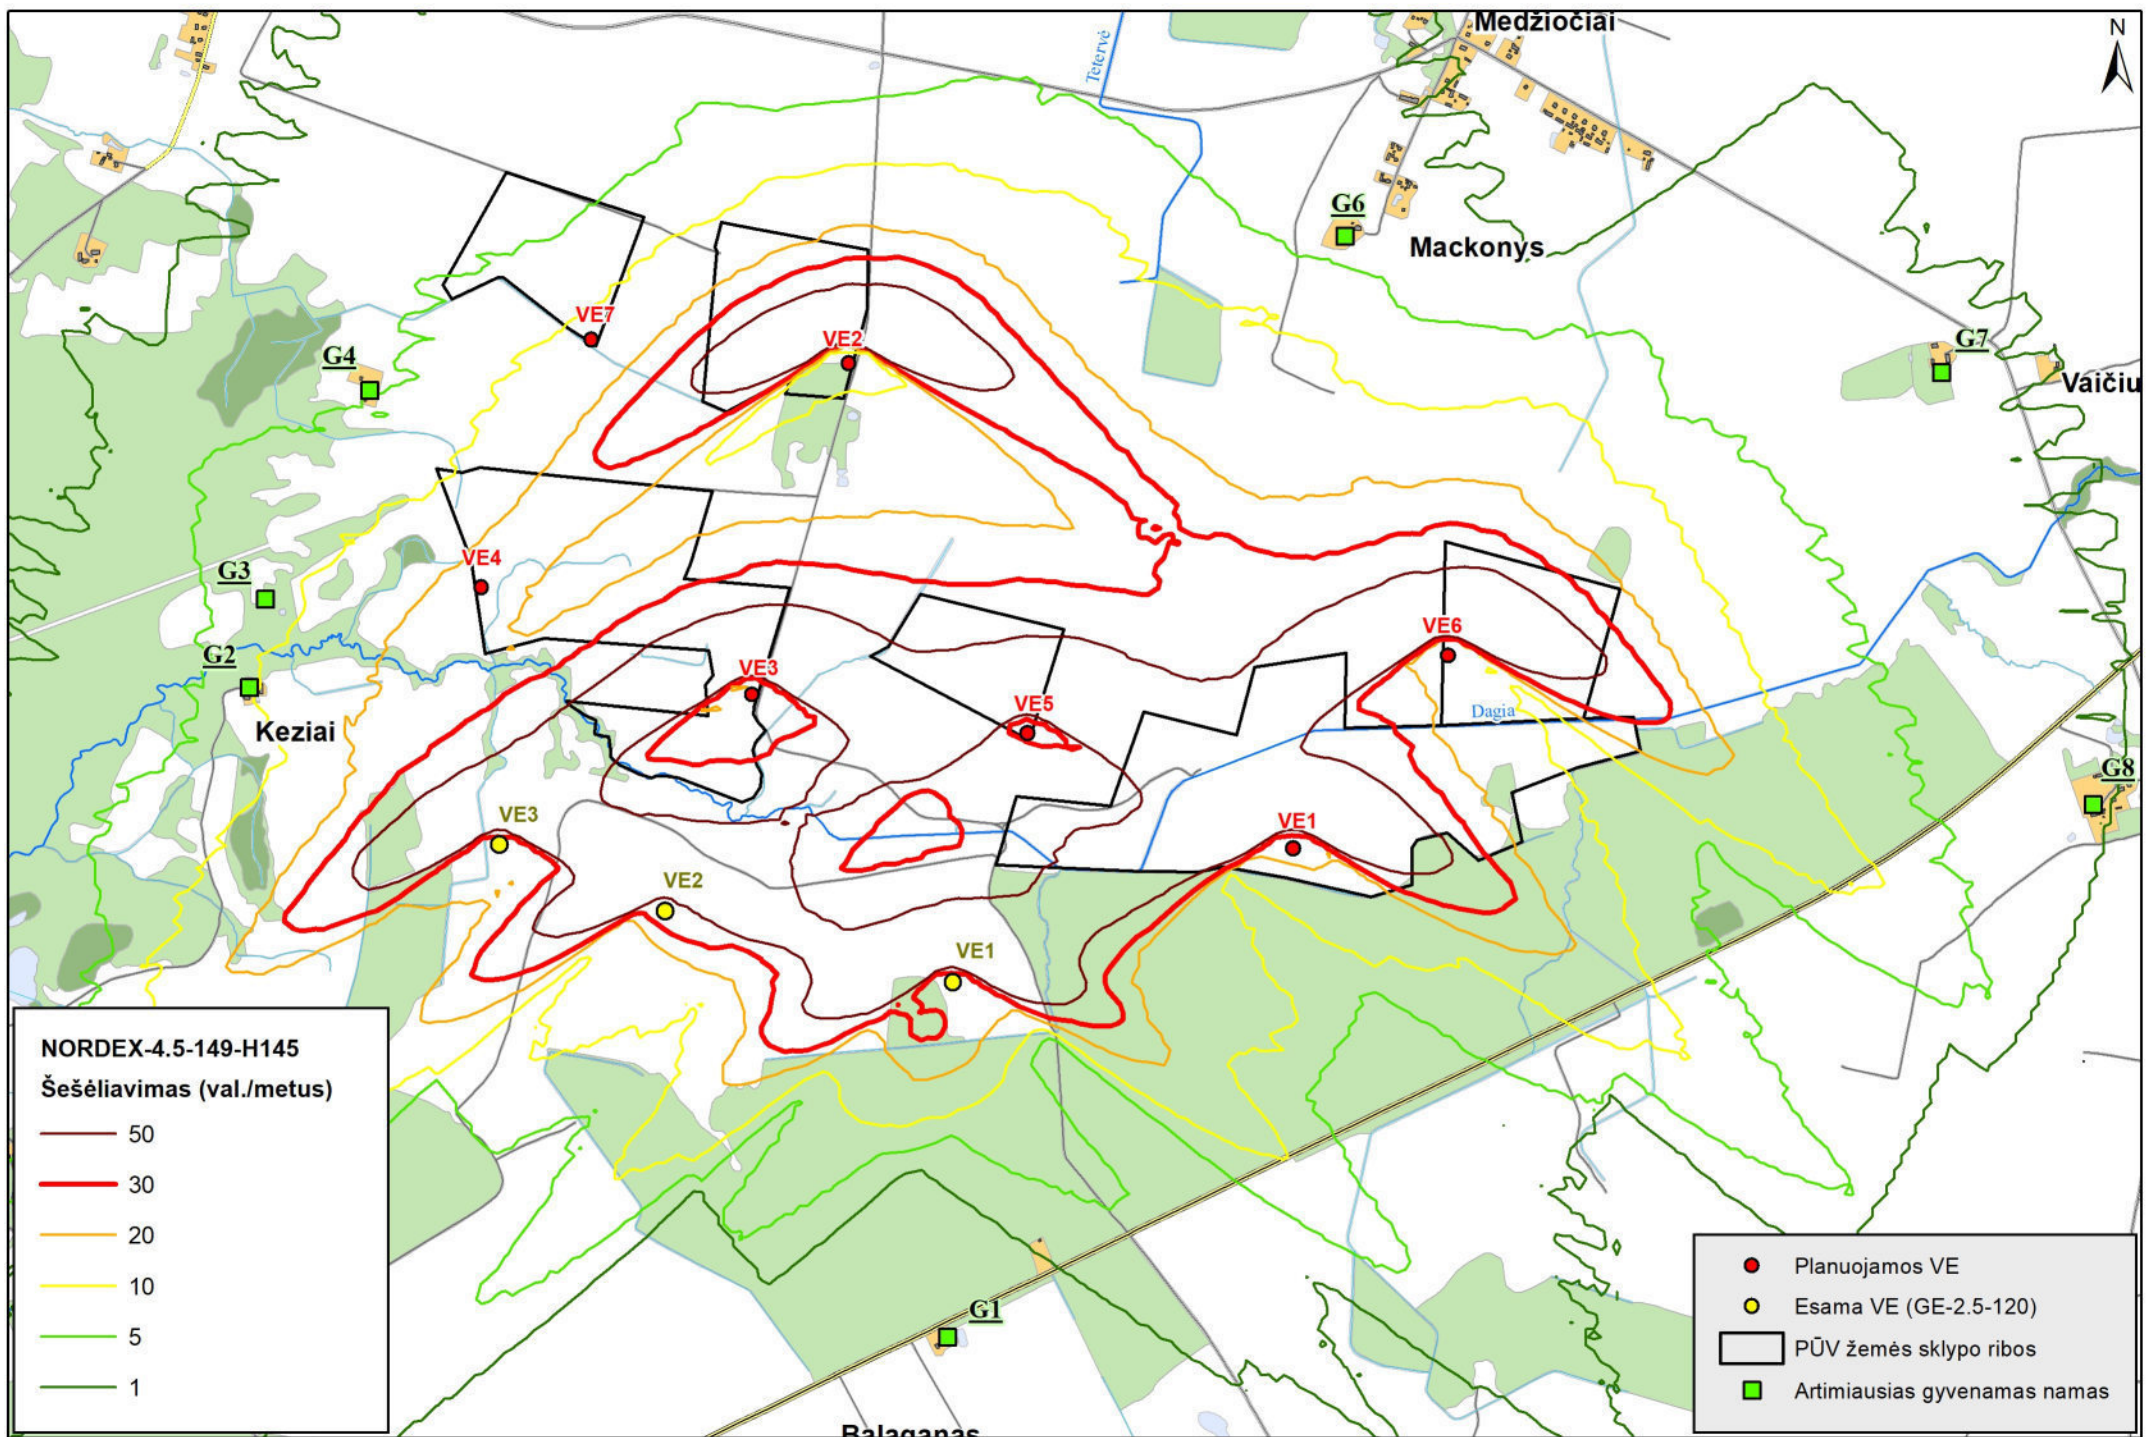 Medžiočiai
N
Tetervė
G6
Mackonys
VE7
VE2
G7
G4
Vaičiu
VE4
G3
VE6
G2
VE3
VE5
Dagia
Keziai
G8
VE3
VE1
VE2
VE1
NORDEX-4.5-149-H145
Šešėliavimas (val./metus)
50
30
20
10
5
1
G1
Balaganas
Planuojamos VE
Esama VE (GE-2.5-120)
PŪV žemės sklypo ribos
Artimiausias gyvenamas namas